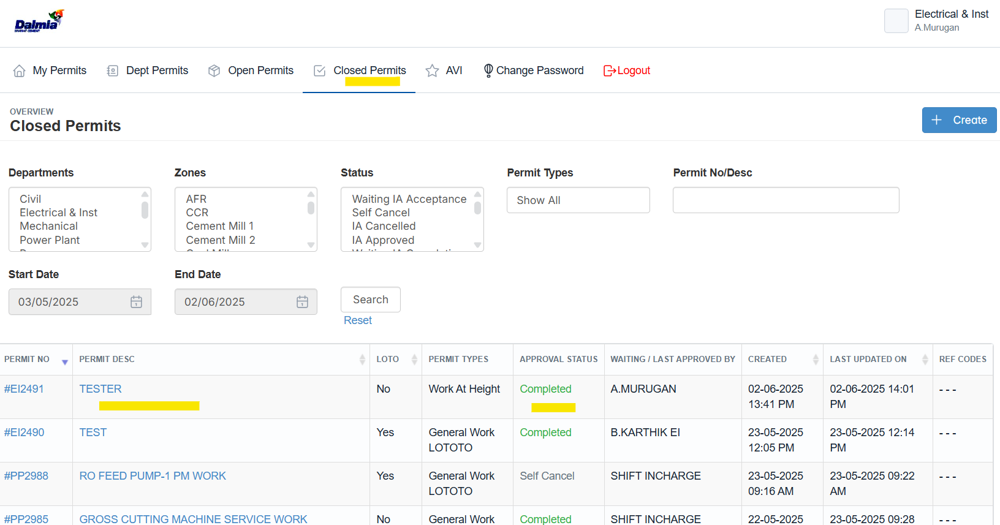 Dalmia
BHARAT CEMENT
Electrical & Inst
A.Murugan
My Permits
Dept Permits
Open Permits
Closed Permits
AVI
Change Password
Logout
OVERVIEW
Closed Permits
Create
Departments
Zones
Status
Permit Types
Permit No/Desc
Civil
Electrical & Inst
Mechanical
Power Plant
AFR
CCR
Cement Mill 1
Cement Mill 2
Waiting IA Acceptance
Self Cancel
IA Cancelled
IA Approved
Show All
Start Date
End Date
03/05/2025
02/06/2025
Search
Reset
PERMIT NO PERMIT DESC LOTO PERMIT TYPES APPROVAL STATUS WAITING / LAST APPROVED BY CREATED LAST UPDATED ON REF CODES
#EI2491 TESTER No Work At Height Completed A.MURUGAN 02-06-2025 02-06-2025 14:01 - - -
13:41 PM PM
#EI2490 TEST Yes General Work Completed B.KARTHIK EI 23-05-2025 23-05-2025 12:14 - - -
LOTOTO 12:05 PM PM
#PP2988 RO FEED PUMP-1 PM WORK Yes General Work Self Cancel SHIFT INCHARGE 23-05-2025 23-05-2025 09:22 - - -
LOTOTO 09:16 AM AM
#PP2985 GROSS CUTTING MACHINE SERVICE WORK No General Work Completed SHIFT INCHARGE 22-05-2025 23-05-2025 09:28 - - -